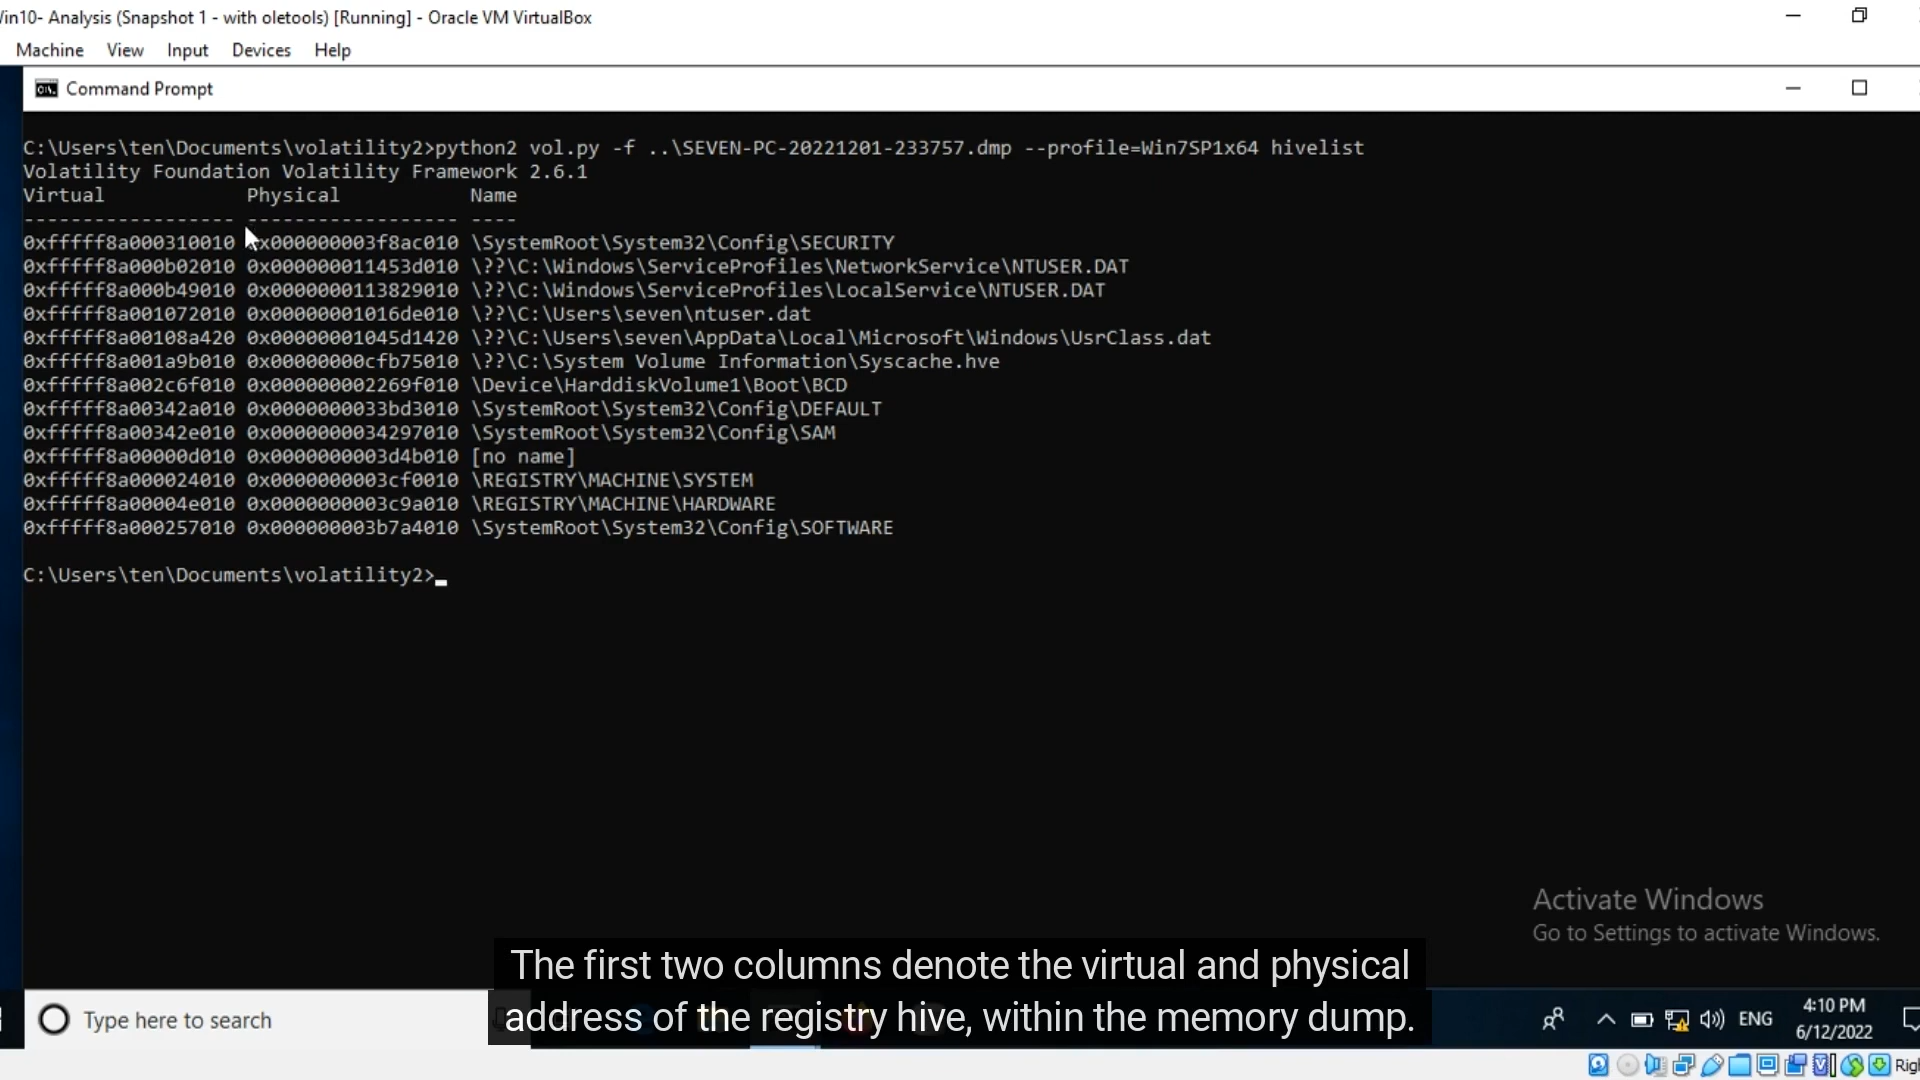 Win10- Analysis (Snapshot 1 - with oletools) [Running] - Oracle VM VirtualBox
Machine View Input Devices Help
Command Prompt
C:\Users\ten\Documents\volatility2>python2 vol.py -f ..\SEVEN-PC-20221201-233757.dmp --profile=Win7SP1x64 hivelist
Volatility Foundation Volatility Framework 2.6.1
Virtual            Physical           Name
------------------ ------------------ ----
0xfffff8a000310010 0x000000003f8ac010 \SystemRoot\System32\Config\SECURITY
0xfffff8a000b02010 0x000000011453d010 \??\C:\Windows\ServiceProfiles\NetworkService\NTUSER.DAT
0xfffff8a000b49010 0x0000000113829010 \??\C:\Windows\ServiceProfiles\LocalService\NTUSER.DAT
0xfffff8a001072010 0x00000001016de010 \??\C:\Users\seven\ntuser.dat
0xfffff8a00108a420 0x00000001045d1420 \??\C:\Users\seven\AppData\Local\Microsoft\Windows\UsrClass.dat
0xfffff8a001a9b010 0x00000000cfb75010 \??\C:\System Volume Information\Syscache.hve
0xfffff8a002c6f010 0x000000002269f010 \Device\HarddiskVolume1\Boot\BCD
0xfffff8a00342a010 0x0000000033bd3010 \SystemRoot\System32\Config\DEFAULT
0xfffff8a00342e010 0x0000000034297010 \SystemRoot\System32\Config\SAM
0xfffff8a00000d010 0x0000000003d4b010 [no name]
0xfffff8a000024010 0x0000000003cf0010 \REGISTRY\MACHINE\SYSTEM
0xfffff8a00004e010 0x0000000003c9a010 \REGISTRY\MACHINE\HARDWARE
0xfffff8a000257010 0x000000003b7a4010 \SystemRoot\System32\Config\SOFTWARE
C:\Users\ten\Documents\volatility2>
Activate Windows
Go to Settings to activate Windows.
The first two columns denote the virtual and physical
address of the registry hive, within the memory dump.
Type here to search
ENG
4:10 PM
6/12/2022